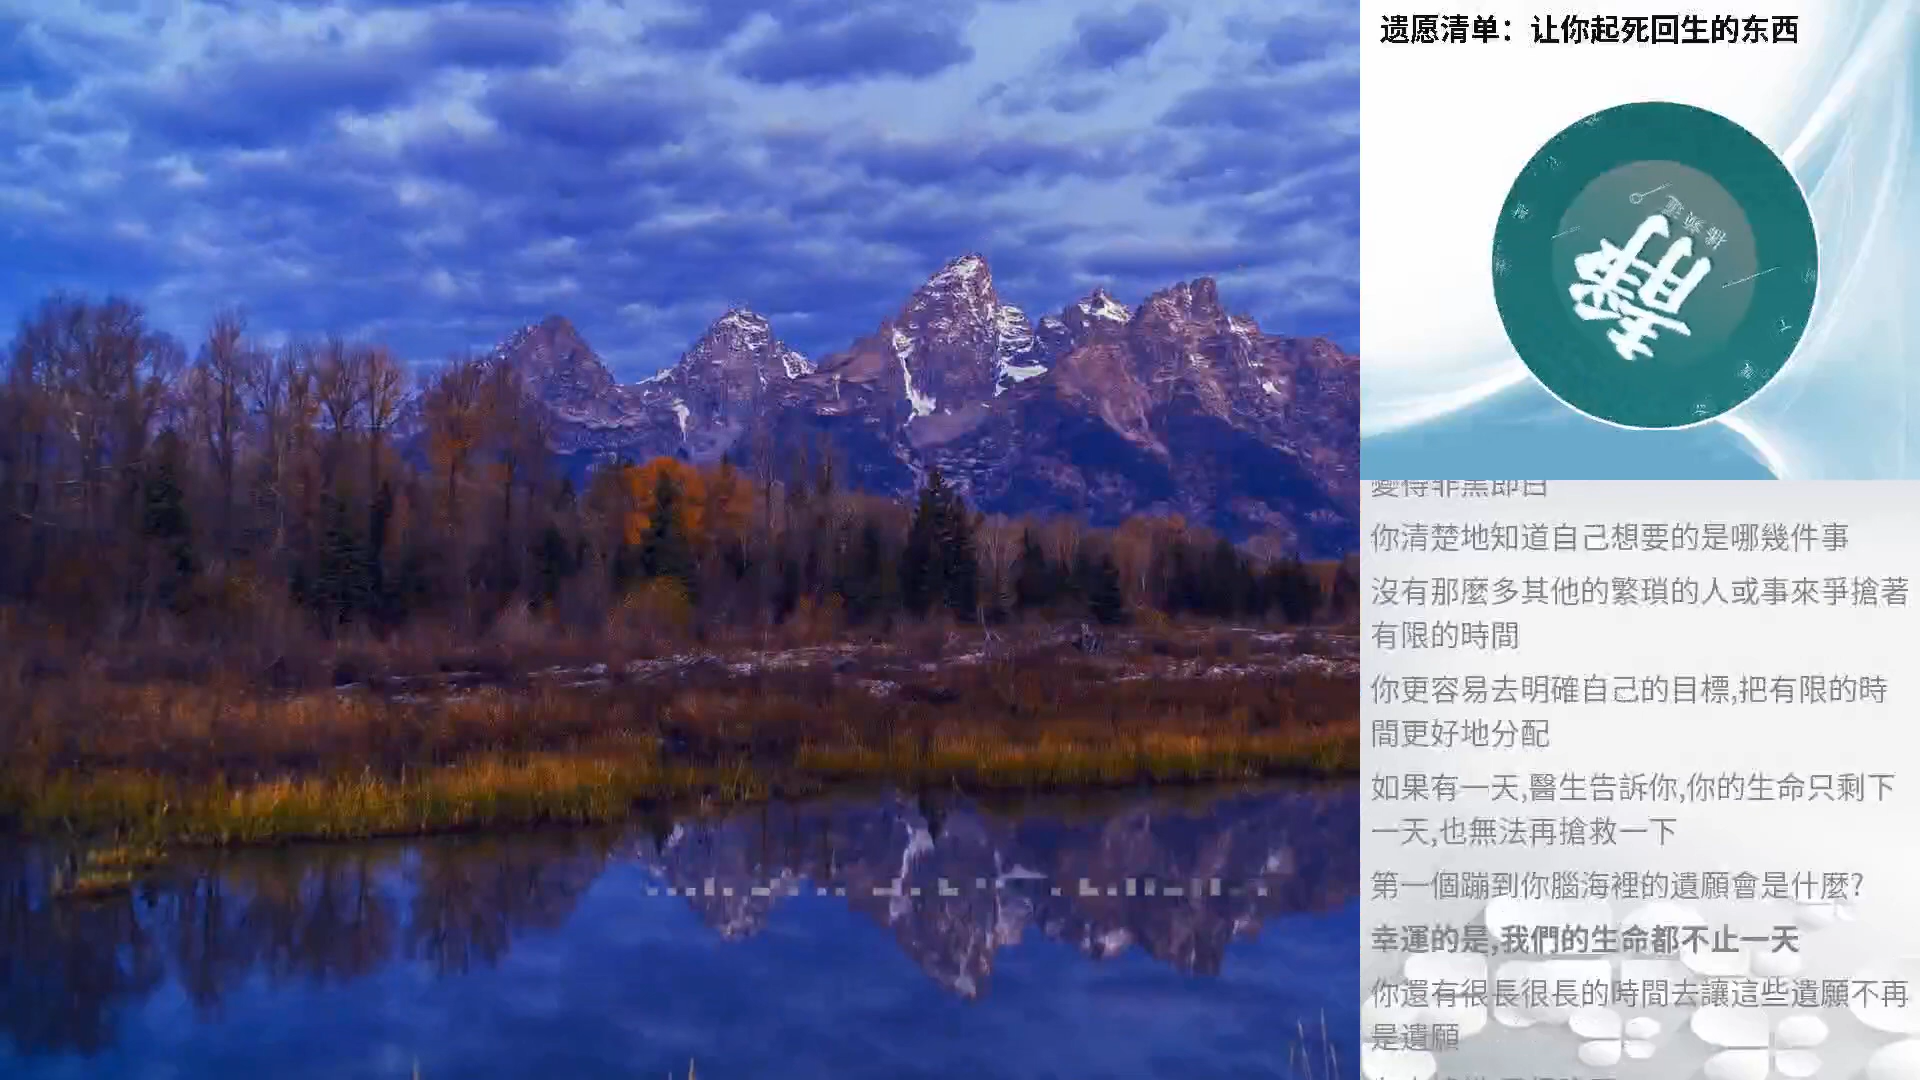 遗愿清单：让你起死回生的东西
靜
變得非黑即白
你清楚地知道自己想要的是哪幾件事
沒有那麼多其他的繁瑣的人或事來爭搶著
有限的時間
你更容易去明確自己的目標,把有限的時
間更好地分配
如果有一天,醫生告訴你,你的生命只剩下
一天,也無法再搶救一下
第一個蹦到你腦海裡的遺願會是什麼?
幸運的是,我們的生命都不止一天
你還有很長很長的時間去讓這些遺願不再
是遺願